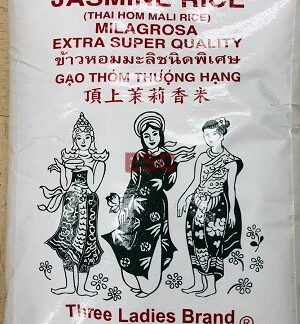 JASMINE RICE
(THAI HOM MALI RICE)
MILAGROSA
EXTRA SUPER QUALITY
ข้าวหอมมะลิชนิดพิเศษ
GẠO THƠM THƯỢNG HẠNG
頂上茉莉香米
Three Ladies Brand ®